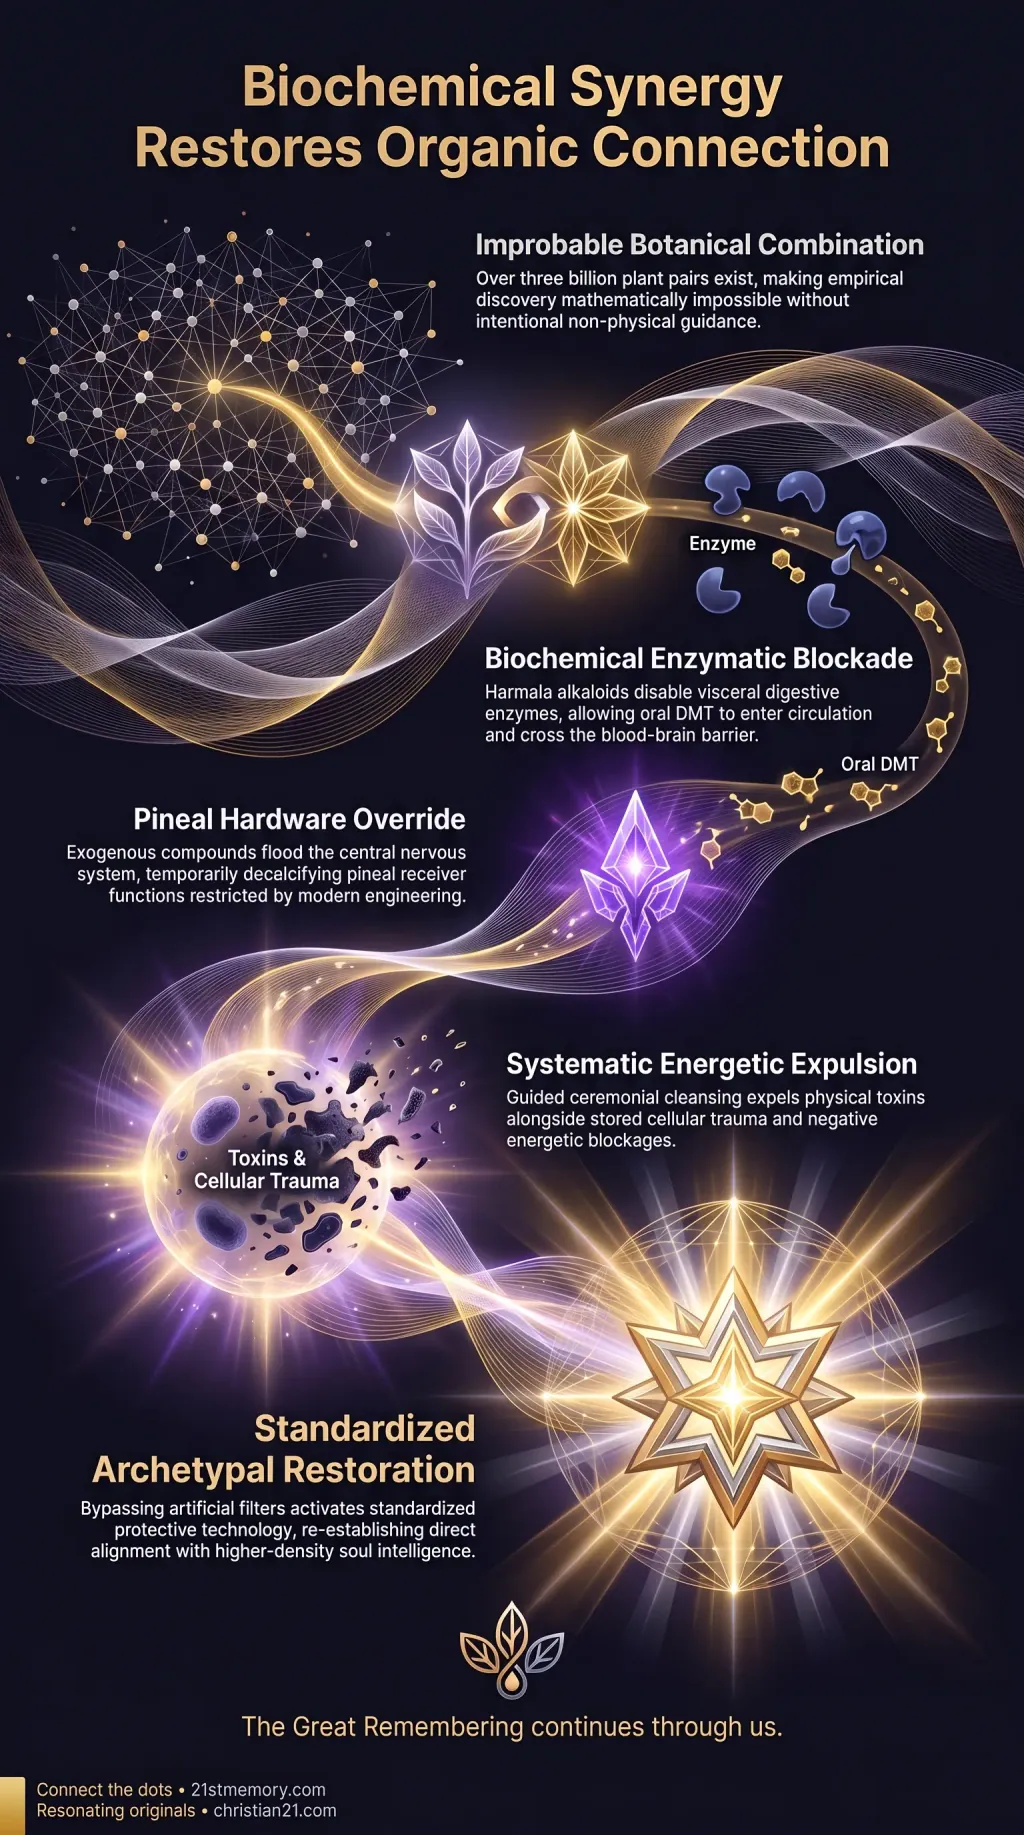 Biochemical Synergy
Restores Organic Connection
Improbable Botanical Combination
Over three billion plant pairs exist, making empirical
discovery mathematically impossible without
intentional non-physical guidance.
Enzyme
Biochemical Enzymatic Blockade
Harmala alkaloids disable visceral digestive
enzymes, allowing oral DMT to enter circulation
and cross the blood-brain barrier.
Oral DMT
Pineal Hardware Override
Exogenous compounds flood the central nervous
system, temporarily decalcifying pineal receiver
functions restricted by modern engineering.
Systematic Energetic Expulsion
Guided ceremonial cleansing expels physical toxins
alongside stored cellular trauma and negative
energetic blockages.
Toxins &
Cellular Trauma
Standardized
Archetypal Restoration
Bypassing artificial filters activates standardized
protective technology, re-establishing direct
alignment with higher-density soul intelligence.
The Great Remembering continues through us.
Connect the dots • 21stmemory.com
Resonating originals • christian21.com